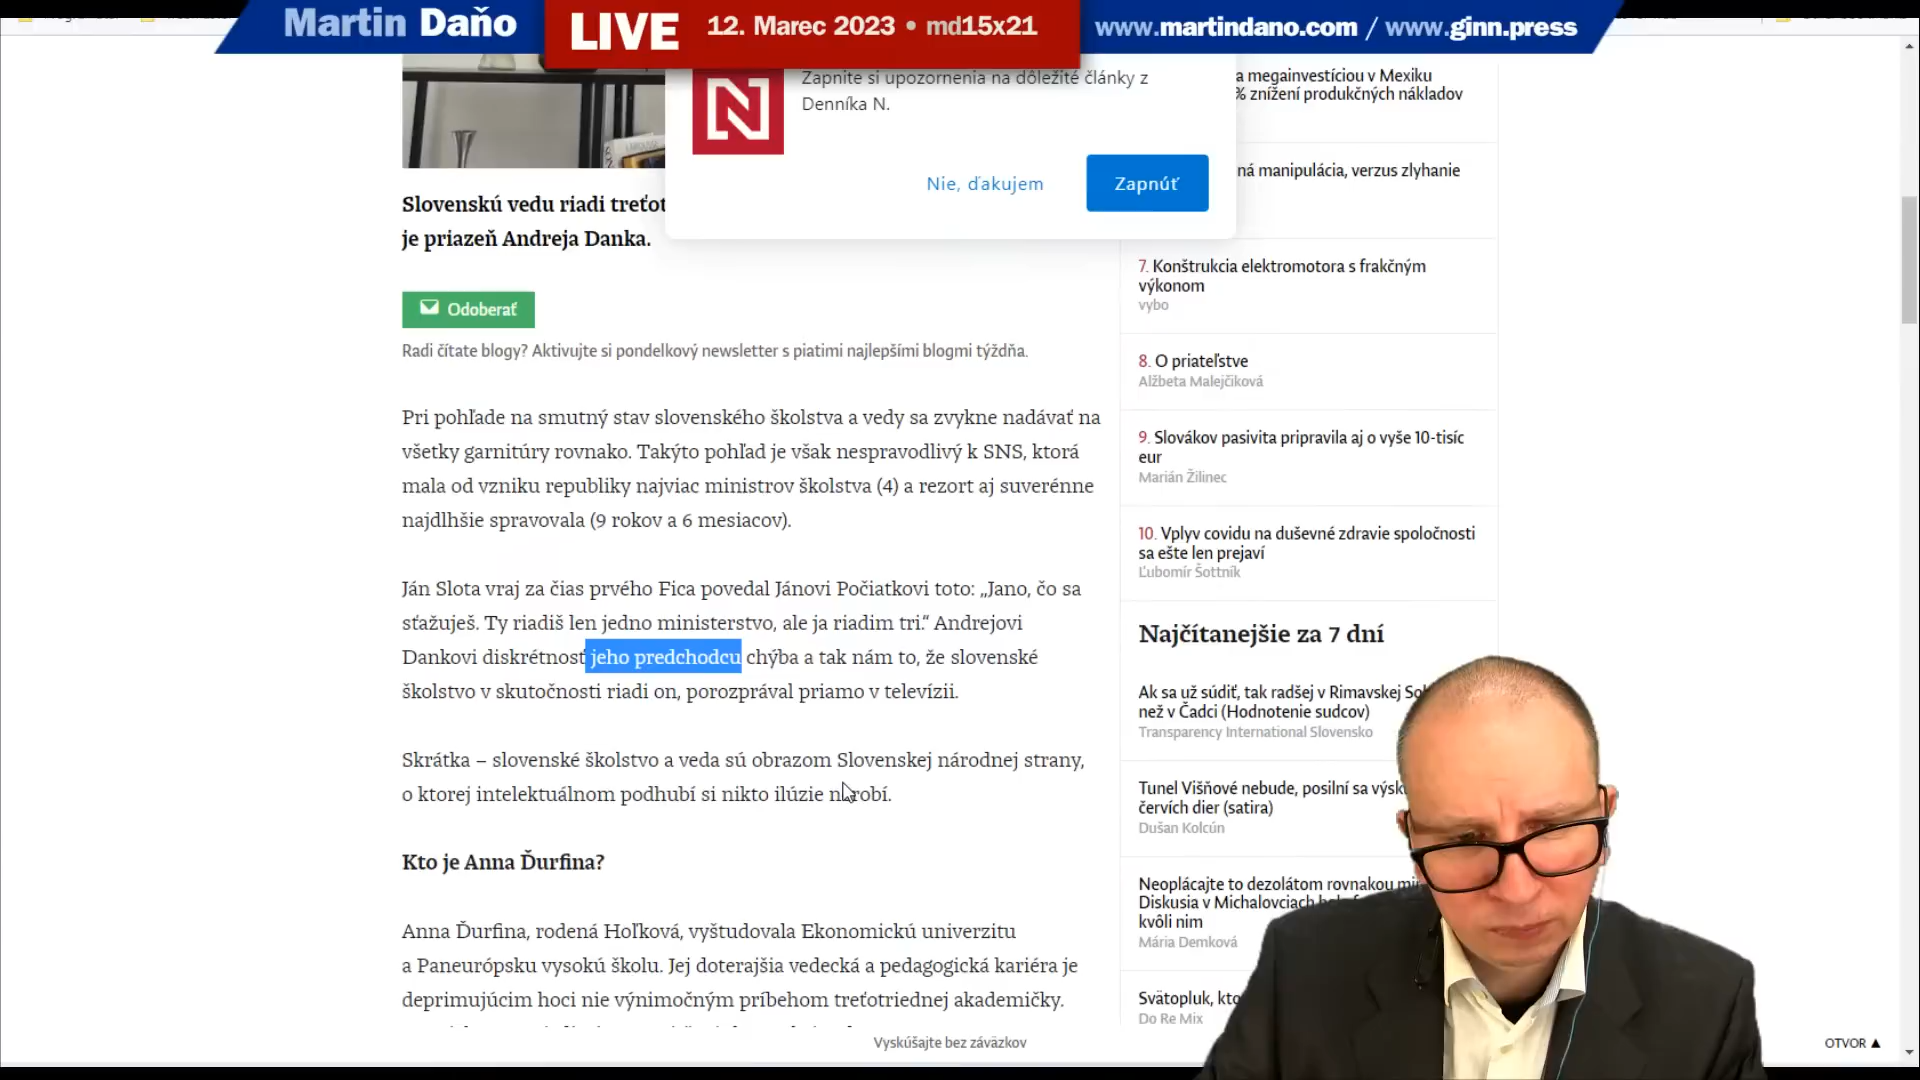 Martin Daňo
LIVE
12. Marec 2023 • md15x21
www.martindano.com / www.ginn.press
Zapnite si upozornenia na dôležité články z
Denníka N.
Nie, ďakujem
Zapnúť
Slovenskú vedu riadi
je priazeň Andreja Danka.
Odoberať
Radi čítate blogy? Aktivujte si pondelkový newsletter s piatimi najlepšími blogmi týždňa.
Pri pohľade na smutný stav slovenského školstva a vedy sa zvykne nadávať na
všetky garnitúry rovnako. Takýto pohľad je však nespravodlivý k SNS, ktorá
mala od vzniku republiky najviac ministrov školstva (4) a rezort aj suverénne
najdlhšie spravovala (9 rokov a 6 mesiacov).
Ján Slota vraj za čias prvého Fica povedal Jánovi Počiatkovi toto: „Jano, čo sa
sťažuješ. Ty riadiš len jedno ministerstvo, ale ja riadim tri.“ Andrejovi
Dankovi diskrétnosť jeho predchodcu chýba a tak nám to, že slovenské
školstvo v skutočnosti riadi on, porozprával priamo v televízii.
Skrátka – slovenské školstvo a veda sú obrazom Slovenskej národnej strany,
o ktorej intelektuálnom podhubí si nikto ilúzie nerobí.
Kto je Anna Ďurfina?
Anna Ďurfina, rodená Hoľková, vyštudovala Ekonomickú univerzitu
a Paneurópsku vysokú školu. Jej doterajšia vedecká a pedagogická kariéra je
deprimujúcim hoci nie výnimočným príbehom treťotriednej akademičky.
a megainvestíciou v Mexiku
% znížení produkčných nákladov
ná manipulácia, verzus zlyhanie
7. Konštrukcia elektromotora s frakčným
výkonom
vybo
8. O priateľstve
Alžbeta Malejčiková
9. Slovákov pasivita pripravila aj o vyše 10-tisíc
eur
Marián Žilinec
10. Vplyv covidu na duševné zdravie spoločnosti
sa ešte len prejaví
Ľubomír Šottník
Najčítanejšie za 7 dní
Ak sa už súdiť, tak radšej v Rimavskej
než v Čadci (Hodnotenie sudcov)
Transparency International Slovensko
Tunel Višňové nebude, posilní sa
červích dier (satira)
Dušan Kolcún
Neoplácajte to dezolátom rovnakou
Diskusia v Michalovciach
kvôli nim
Mária Demková
Svätopluk, kto
Do Re Mix
Vyskúšajte bez záväzkov
OTVOR ▲